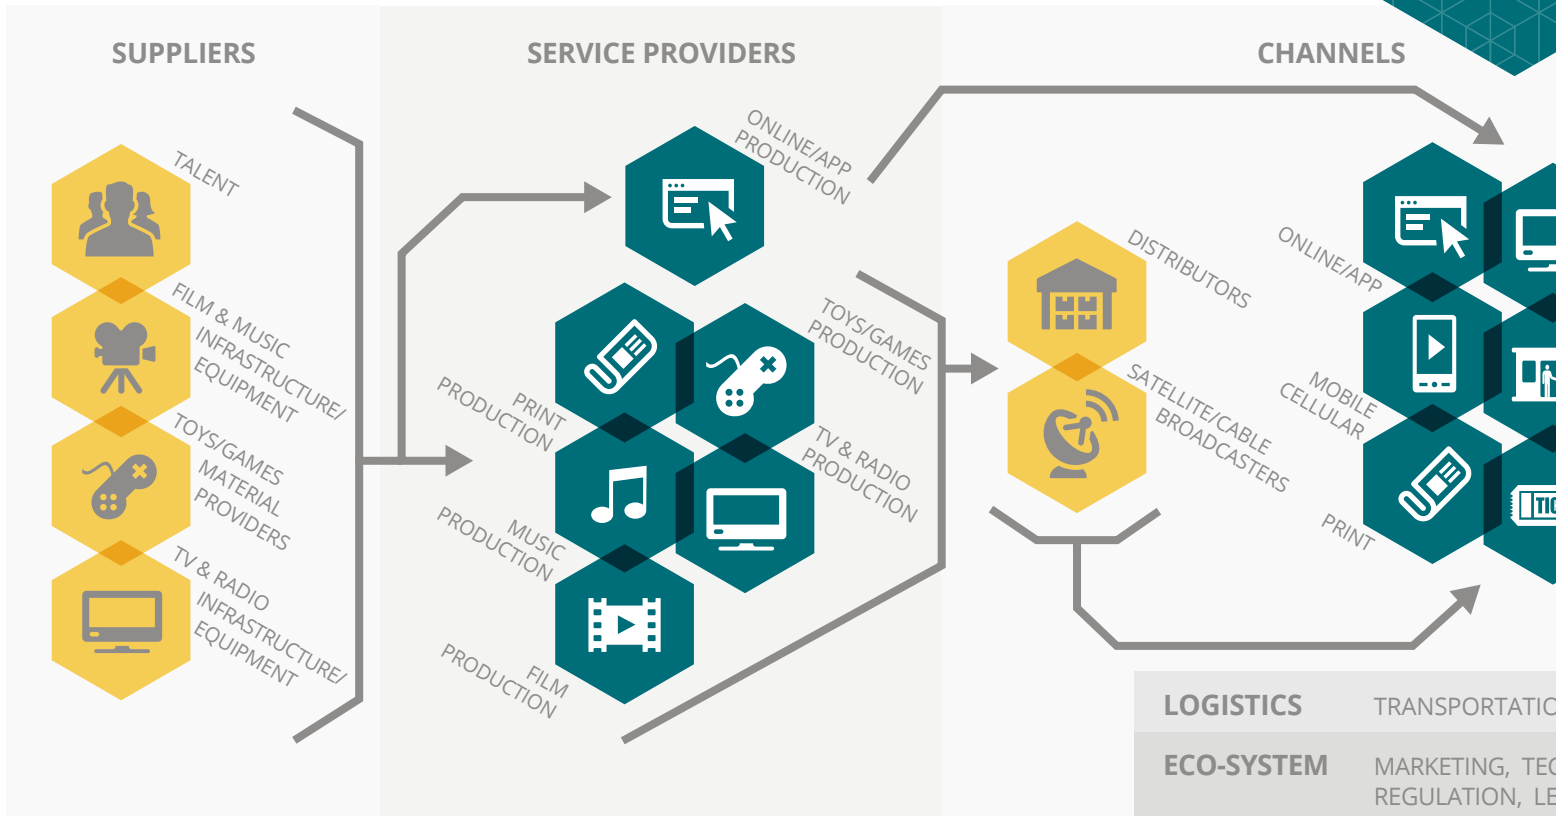 SUPPLIERS
TALENT
FILM & MUSIC
INFRASTRUCTURE/
EQUIPMENT
TOYS/GAMES
MATERIAL
PROVIDERS
TV & RADIO
INFRASTRUCTURE/
EQUIPMENT
SERVICE PROVIDERS
ONLINE/APP
PRODUCTION
TOYS/GAMES
PRODUCTION
PRINT
PRODUCTION
TV & RADIO
PRODUCTION
MUSIC
PRODUCTION
FILM
PRODUCTION
CHANNELS
DISTRIBUTORS
SATELLITE/CABLE
BROADCASTERS
ONLINE/APP
MOBILE
CELLULAR
PRINT
LOGISTICS
ECO-SYSTEM MARKETING,
REGULATION,